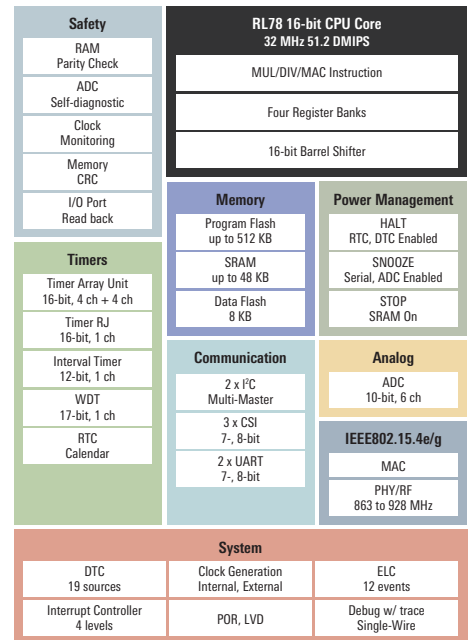 Safety
RAM
Parity Check
ADC
Self-diagnostic
Clock
Monitoring
Memory
CRC
I/O Port
Read back
RL78 16-bit CPU Core
32 MHz 51.2 DMIPS
MUL/DIV/MAC Instruction
Four Register Banks
16-bit Barrel Shifter
Memory
Program Flash
up to 512 KB
SRAM
up to 48 KB
Data Flash
8 KB
Power Management
HALT
RTC, DTC Enabled
SNOOZE
Serial, ADC Enabled
STOP
SRAM On
Timers
Timer Array Unit
16-bit, 4 ch + 4 ch
Timer RJ
16-bit, 1 ch
Interval Timer
12-bit, 1 ch
WDT
17-bit, 1 ch
RTC
Calendar
Communication
2 x I²C
Multi-Master
3 x CSI
7-, 8-bit
2 x UART
7-, 8-bit
Analog
ADC
10-bit, 6 ch
IEEE802.15.4e/g
MAC
PHY/RF
863 to 928 MHz
System
DTC
19 sources
Clock Generation
Internal, External
ELC
12 events
Interrupt Controller
4 levels
POR, LVD
Debug w/ trace
Single-Wire